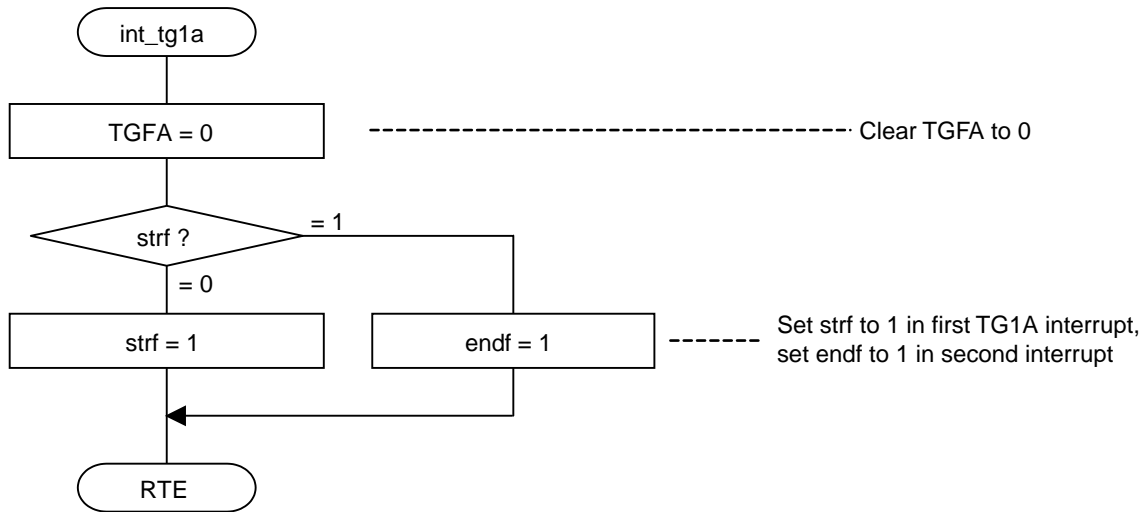 int_tg1a
TGFA = 0
Clear TGFA to 0
strf ?
= 1
= 0
strf = 1
endf = 1
Set strf to 1 in first TG1A interrupt,
set endf to 1 in second interrupt
RTE